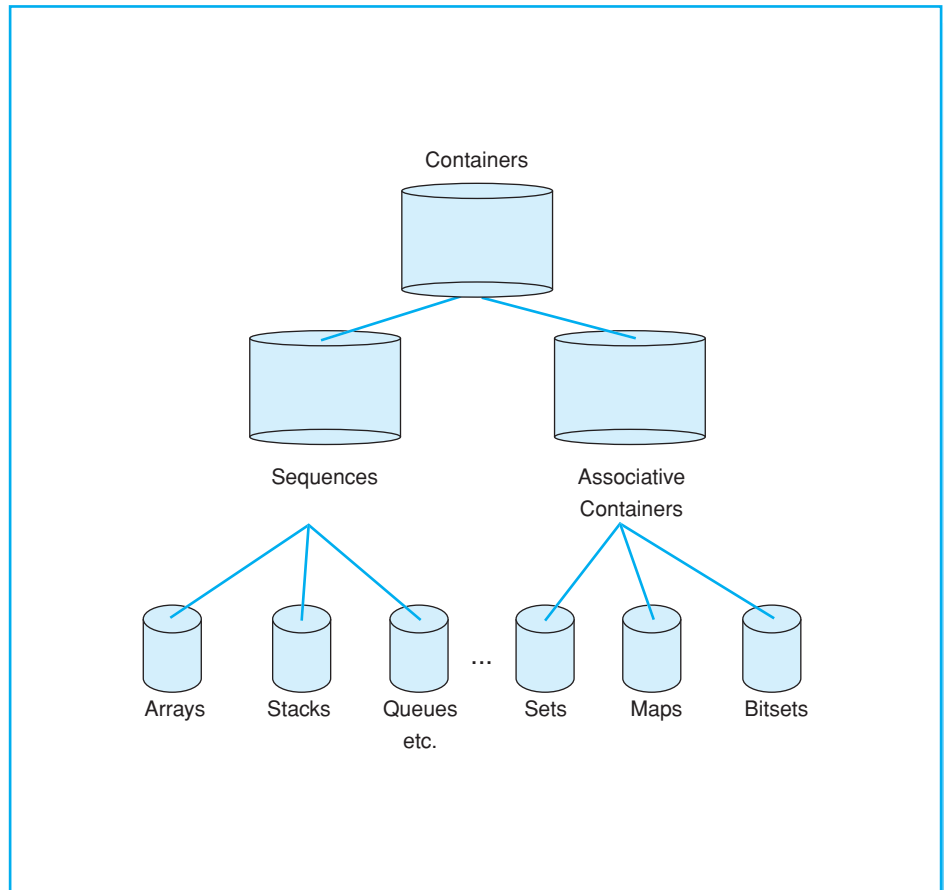 Containers
Sequences
Associative
Containers
...
Arrays
Stacks
Queues
etc.
Sets
Maps
Bitsets